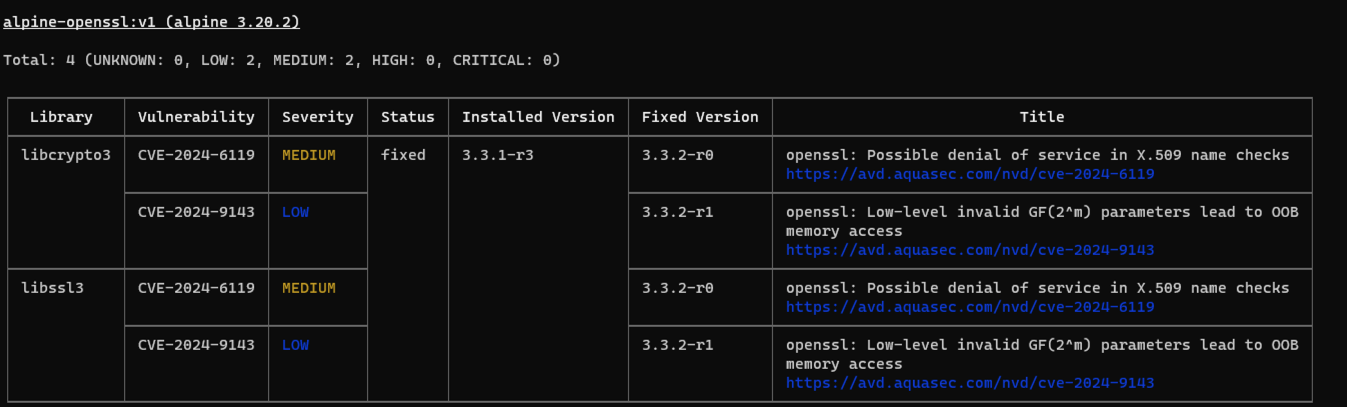 alpine-openssl:v1 (alpine 3.20.2)
Total: 4 (UNKNOWN: 0, LOW: 2, MEDIUM: 2, HIGH: 0, CRITICAL: 0)
Library Vulnerability Severity Status Installed Version Fixed Version Title
libcrypto3 CVE-2024-6119 MEDIUM fixed 3.3.1-r3 3.3.2-r0 openssl: Possible denial of service in X.509 name checks
https://avd.aquasec.com/nvd/cve-2024-6119
CVE-2024-9143 LOW 3.3.2-r1 openssl: Low-level invalid GF(2^m) parameters lead to OOB
memory access
https://avd.aquasec.com/nvd/cve-2024-9143
libssl3 CVE-2024-6119 MEDIUM 3.3.2-r0 openssl: Possible denial of service in X.509 name checks
https://avd.aquasec.com/nvd/cve-2024-6119
CVE-2024-9143 LOW 3.3.2-r1 openssl: Low-level invalid GF(2^m) parameters lead to OOB
memory access
https://avd.aquasec.com/nvd/cve-2024-9143